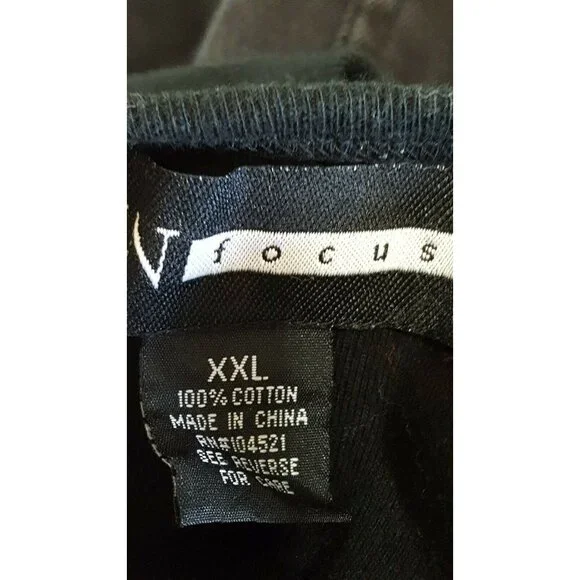 N focus
XXL
100% COTTON
MADE IN CHINA
RN#104521
SEE REVERSE
FOR CARE